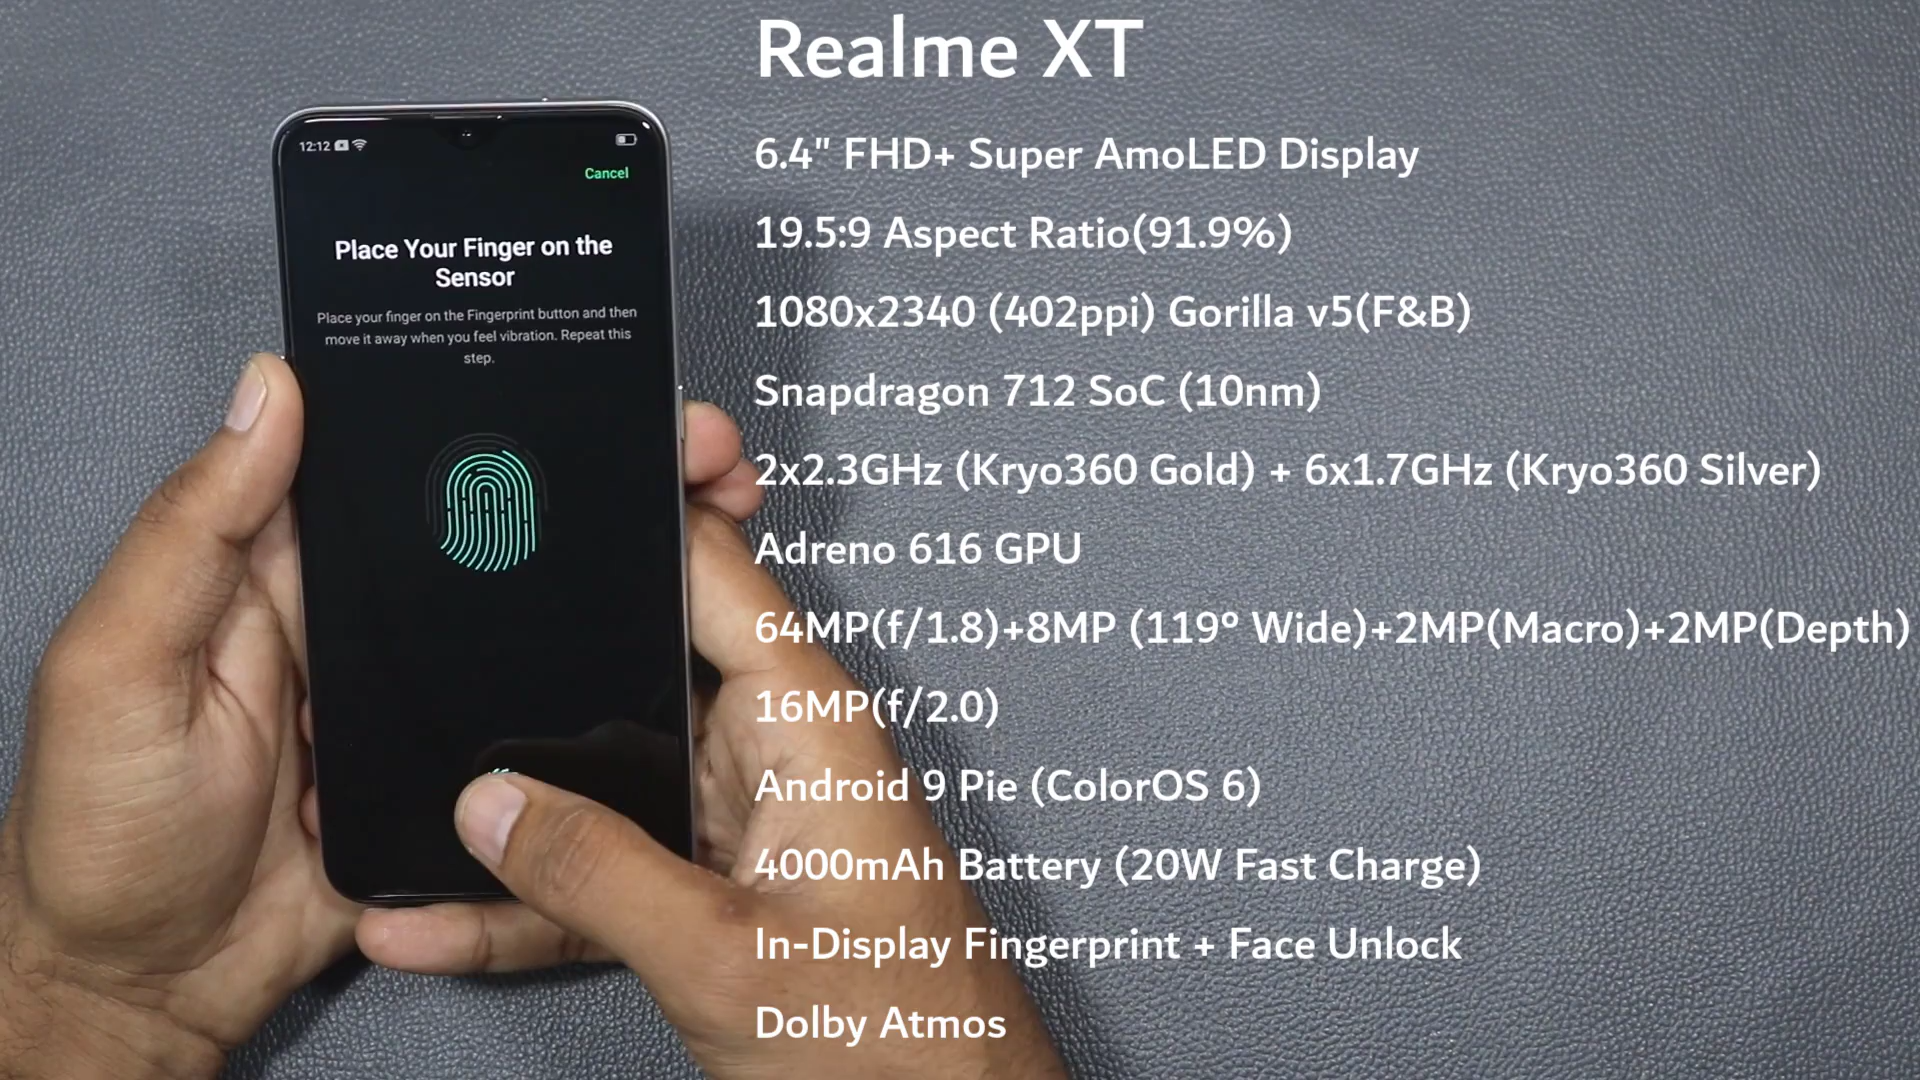 Realme XT
6.4" FHD+ Super AmoLED Display
19.5:9 Aspect Ratio(91.9%)
1080x2340 (402ppi) Gorilla v5(F&B)
Snapdragon 712 SoC (10nm)
2x2.3GHz (Kryo360 Gold) + 6x1.7GHz (Kryo360 Silver)
Adreno 616 GPU
64MP(f/1.8)+8MP (119º Wide)+2MP(Macro)+2MP(Depth)
16MP(f/2.0)
Android 9 Pie (ColorOS 6)
4000mAh Battery (20W Fast Charge)
In-Display Fingerprint + Face Unlock
Dolby Atmos
12:12
Cancel
Place Your Finger on the
Sensor
Place your finger on the Fingerprint button and then
move it away when you feel vibration. Repeat this
step.